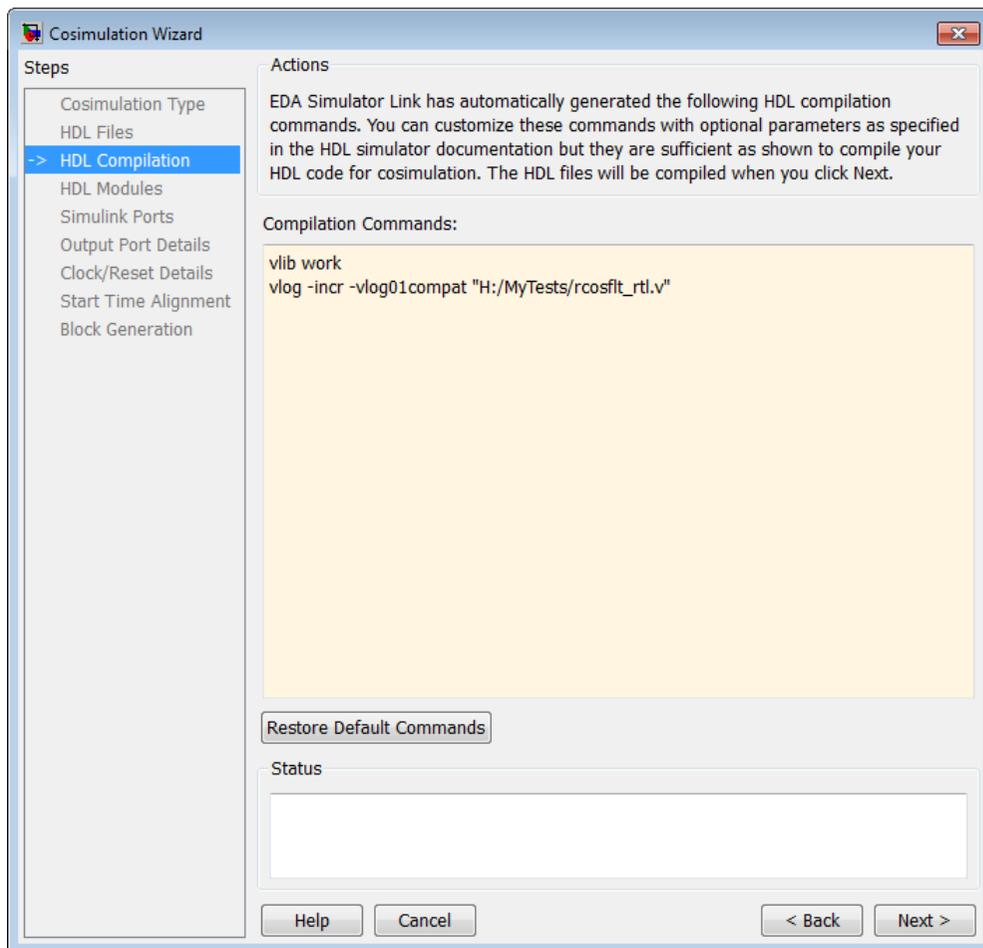 Cosimulation Wizard
Steps
Cosimulation Type
HDL Files
-> HDL Compilation
HDL Modules
Simulink Ports
Output Port Details
Clock/Reset Details
Start Time Alignment
Block Generation
Actions
EDA Simulator Link has automatically generated the following HDL compilation
commands. You can customize these commands with optional parameters as specified
in the HDL simulator documentation but they are sufficient as shown to compile your
HDL code for cosimulation. The HDL files will be compiled when you click Next.
Compilation Commands:
vlib work
vlog -incr -vlog01compat "H:/MyTests/rcosflt_rtl.v"
Restore Default Commands
Status
Help Cancel < Back Next >